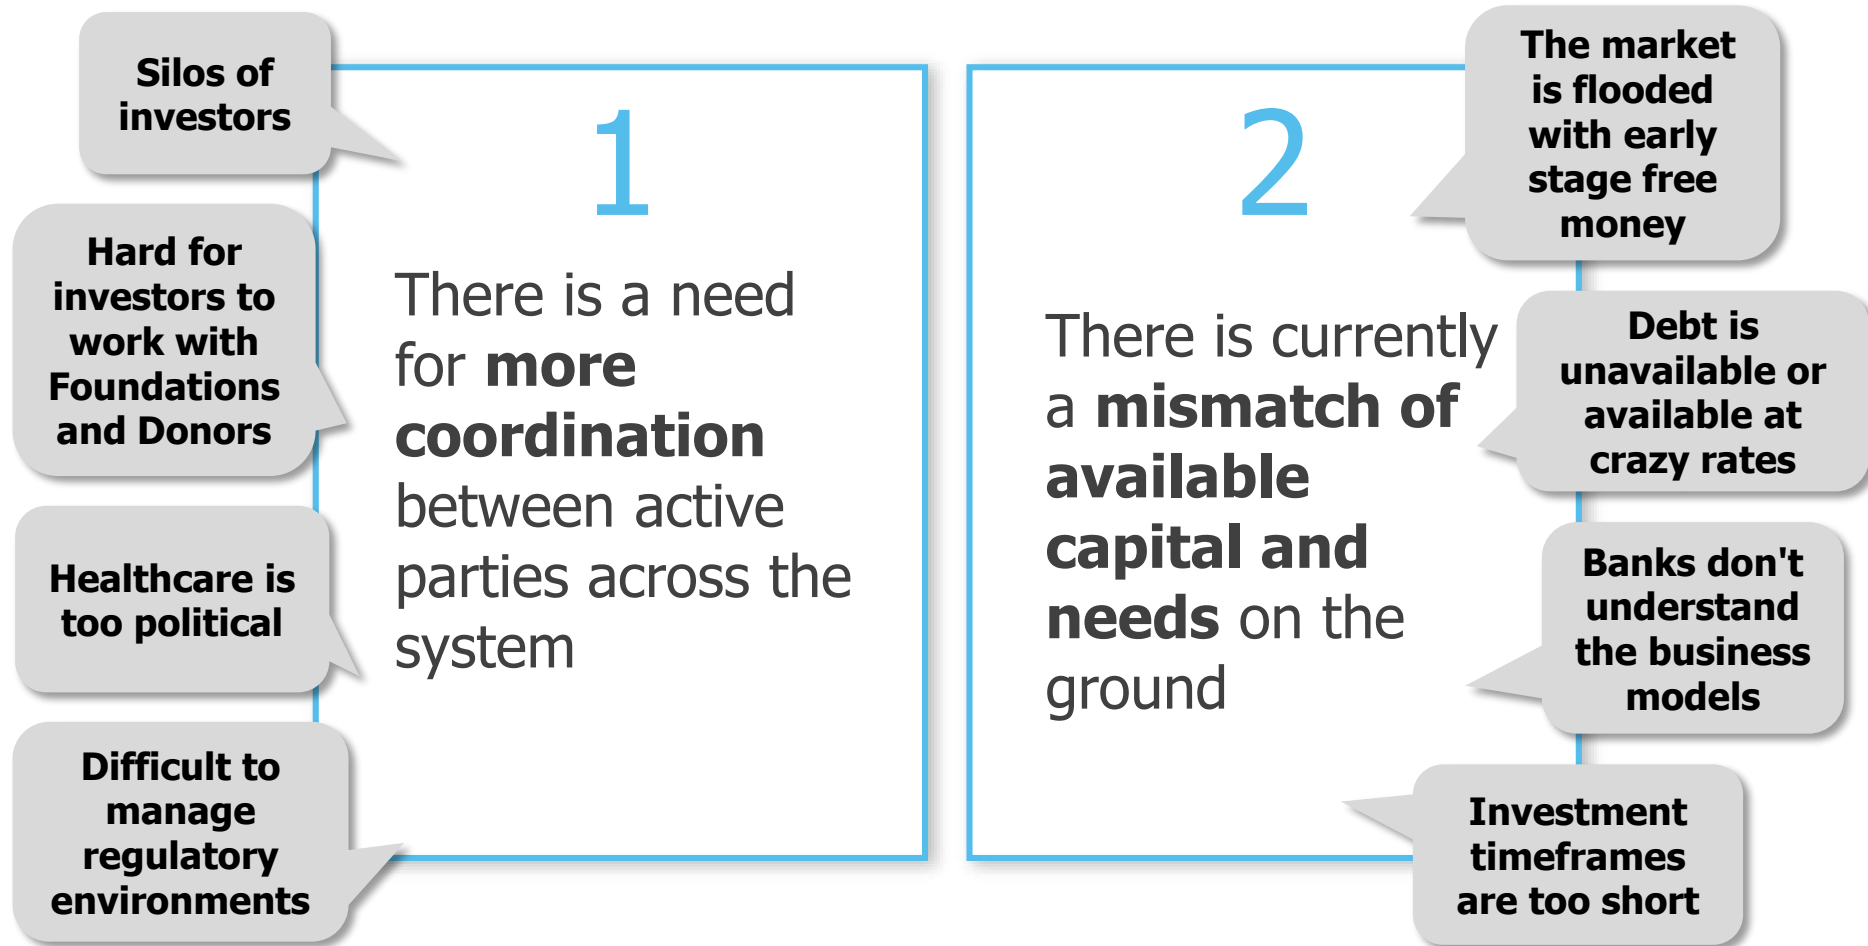 Silos of
investors
Hard for
investors to
work with
Foundations
and Donors
Healthcare is
too political
Difficult to
manage
regulatory
environments
1
There is a need
for more
coordination
between active
parties across the
system
2
There is currently
a mismatch of
available
capital and
needs on the
ground
The market
is flooded
with early
stage free
money
Debt is
unavailable or
available at
crazy rates
Banks don't
understand
the business
models
Investment
timeframes
are too short